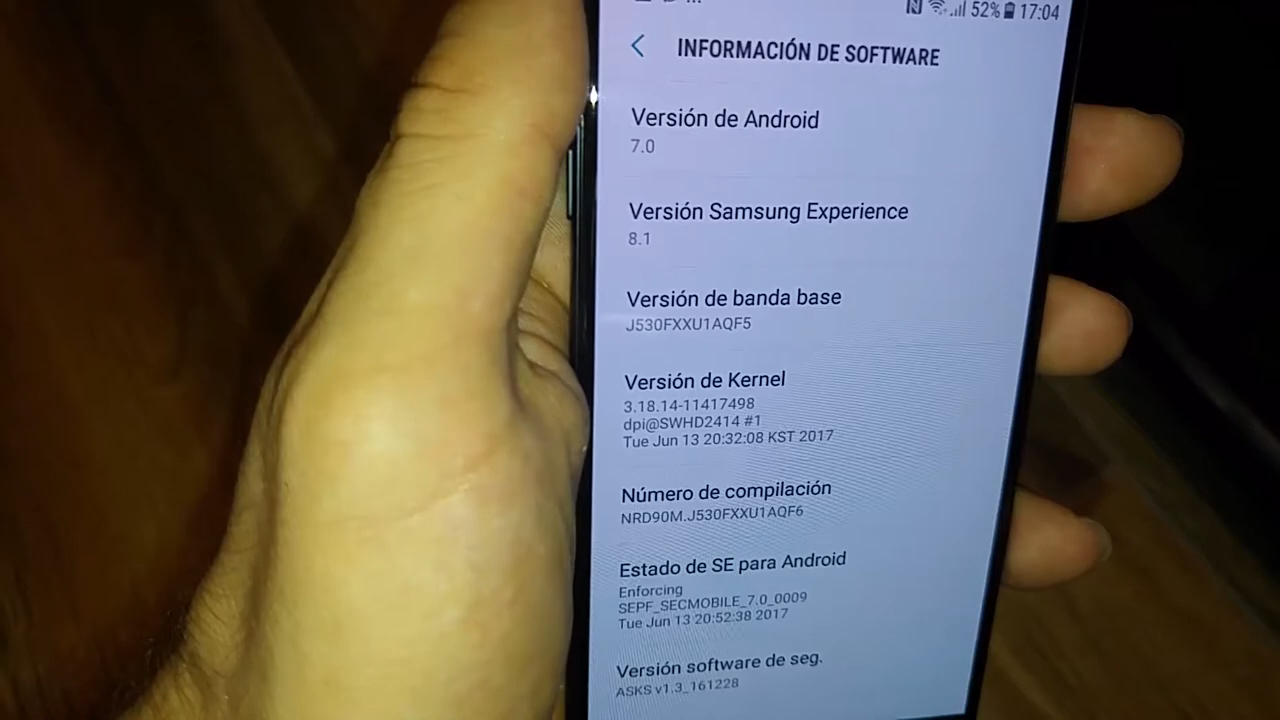 52% 17:04
INFORMACIÓN DE SOFTWARE
Versión de Android
7.0
Versión Samsung Experience
8.1
Versión de banda base
J530FXXU1AQF5
Versión de Kernel
3.18.14-11417498
dpi@SWHD2414 #1
Tue Jun 13 20:32:08 KST 2017
Número de compilación
NRD90M.J530FXXU1AQF6
Estado de SE para Android
Enforcing
SEPF_SECMOBILE_7.0_0009
Tue Jun 13 20:52:38 2017
Versión software de seg.
ASKS v1.3_161228